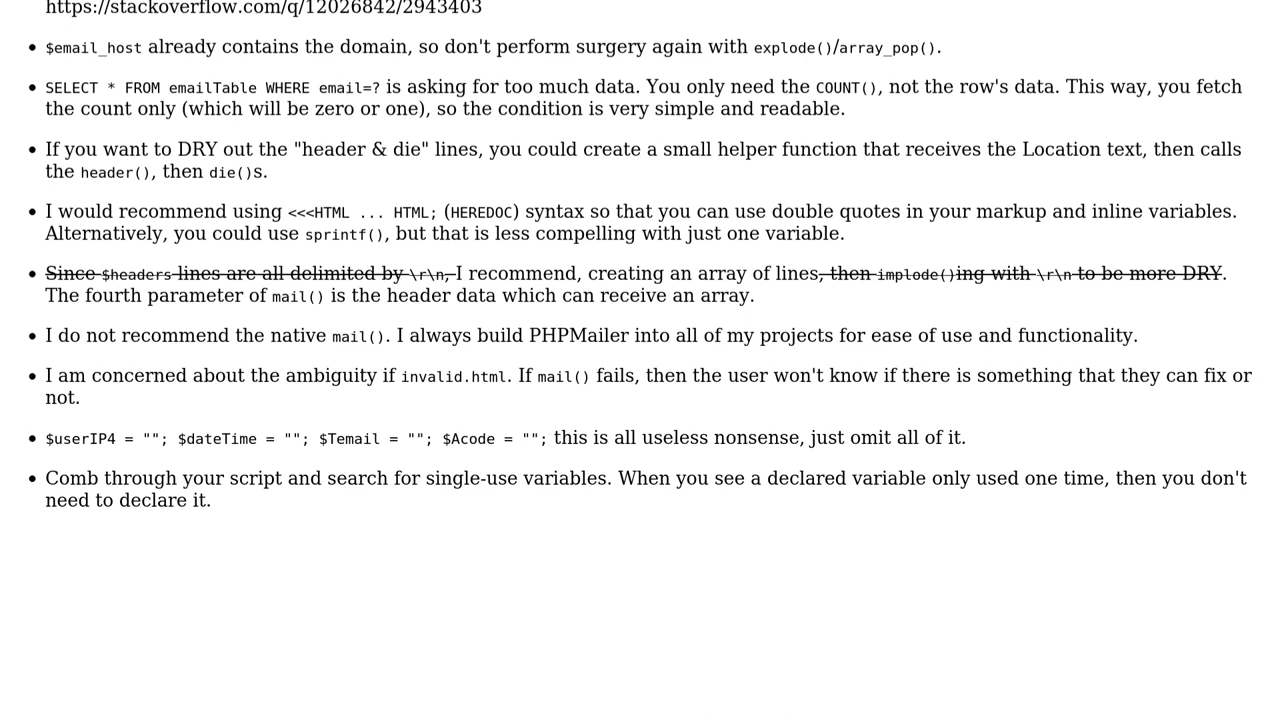 https://stackoverflow.com/q/12026842/2943403
• $email_host already contains the domain, so don't perform surgery again with explode()/array_pop().
• SELECT * FROM emailTable WHERE email=? is asking for too much data. You only need the COUNT(), not the row's data. This way, you fetch
the count only (which will be zero or one), so the condition is very simple and readable.
• If you want to DRY out the "header & die" lines, you could create a small helper function that receives the Location text, then calls
the header(), then die()s.
• I would recommend using <<<HTML ... HTML; (HEREDOC) syntax so that you can use double quotes in your markup and inline variables.
Alternatively, you could use sprintf(), but that is less compelling with just one variable.
• Since $headers lines are all delimited by \r\n, I recommend, creating an array of lines, then implode()ing with \r\n to be more DRY.
The fourth parameter of mail() is the header data which can receive an array.
• I do not recommend the native mail(). I always build PHPMailer into all of my projects for ease of use and functionality.
• I am concerned about the ambiguity if invalid.html. If mail() fails, then the user won't know if there is something that they can fix or
not.
• $userIP4 = ""; $dateTime = ""; $Temail = ""; $Acode = ""; this is all useless nonsense, just omit all of it.
• Comb through your script and search for single-use variables. When you see a declared variable only used one time, then you don't
need to declare it.